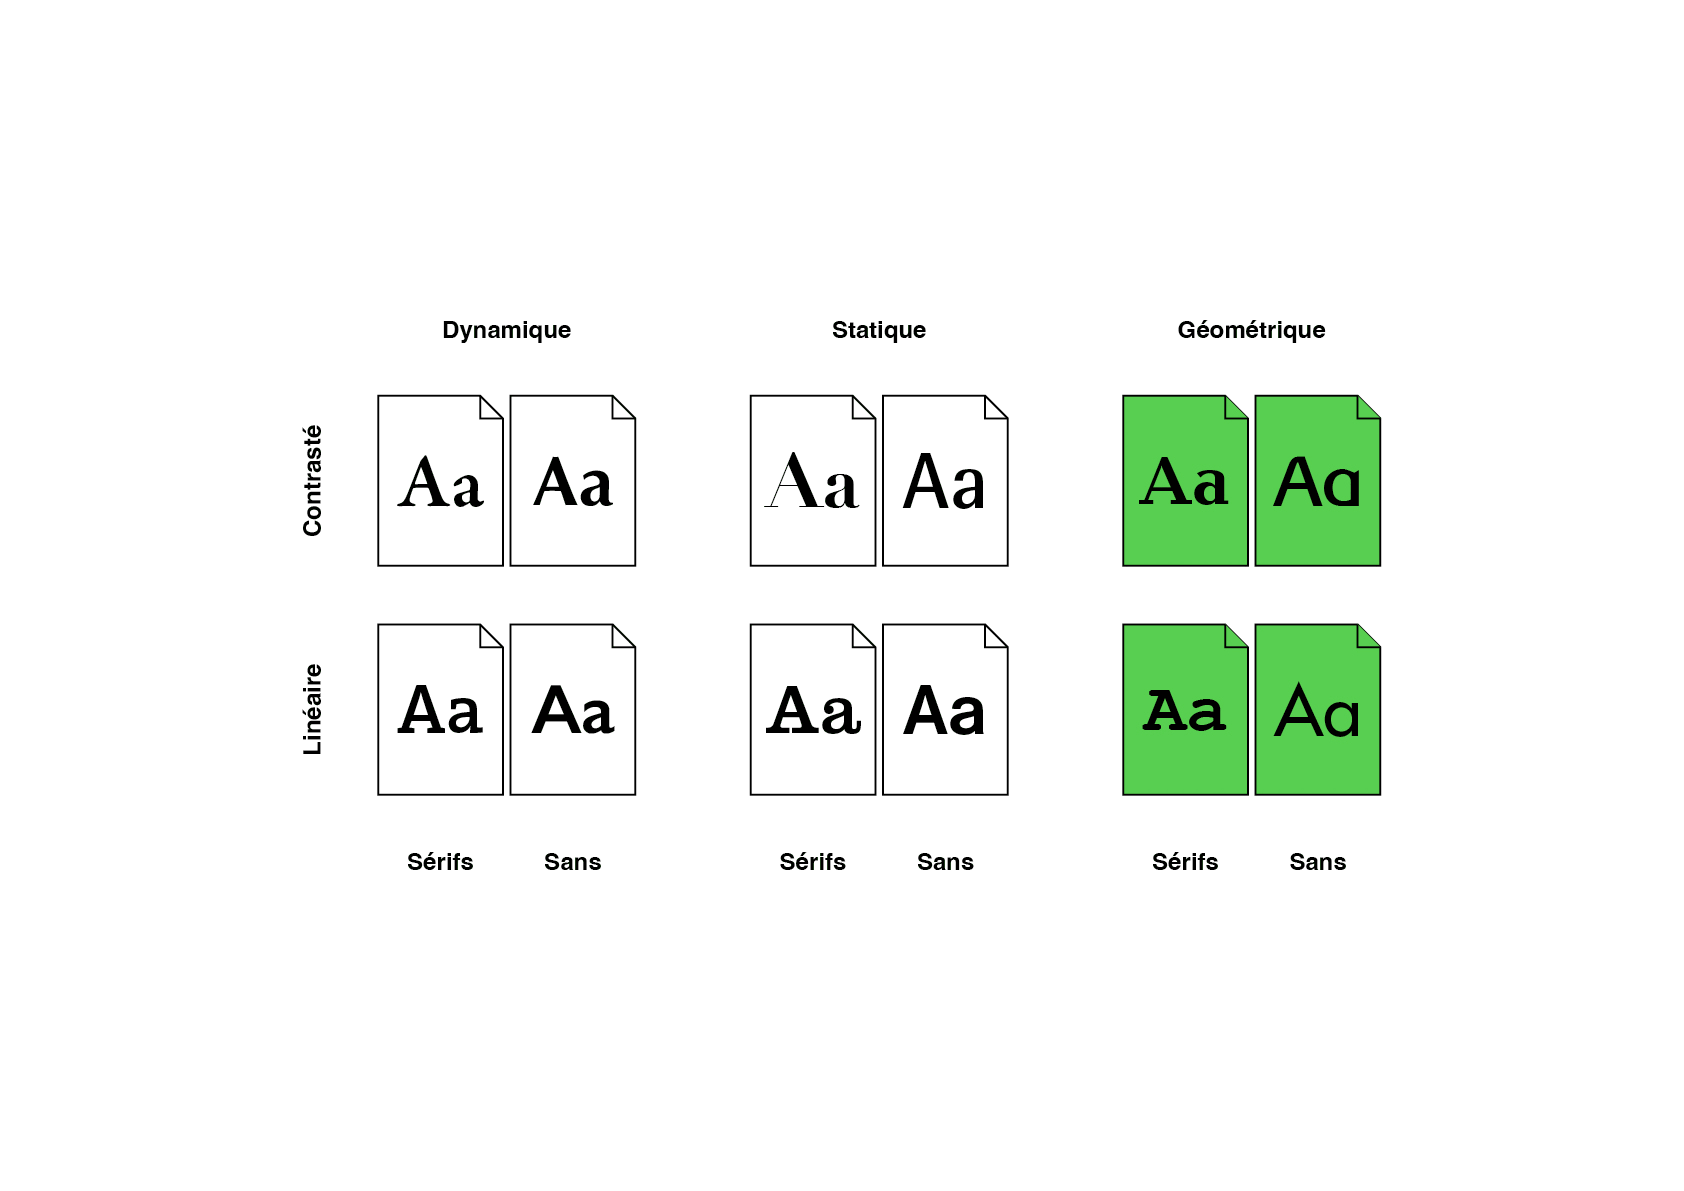 Dynamique Statique Géométrique
Contrasté
Aa Aa Aa Aa Aa Aa
Linéaire
Aa Aa Aa Aa Aa Aa
Sérifs Sans Sérifs Sans Sérifs Sans